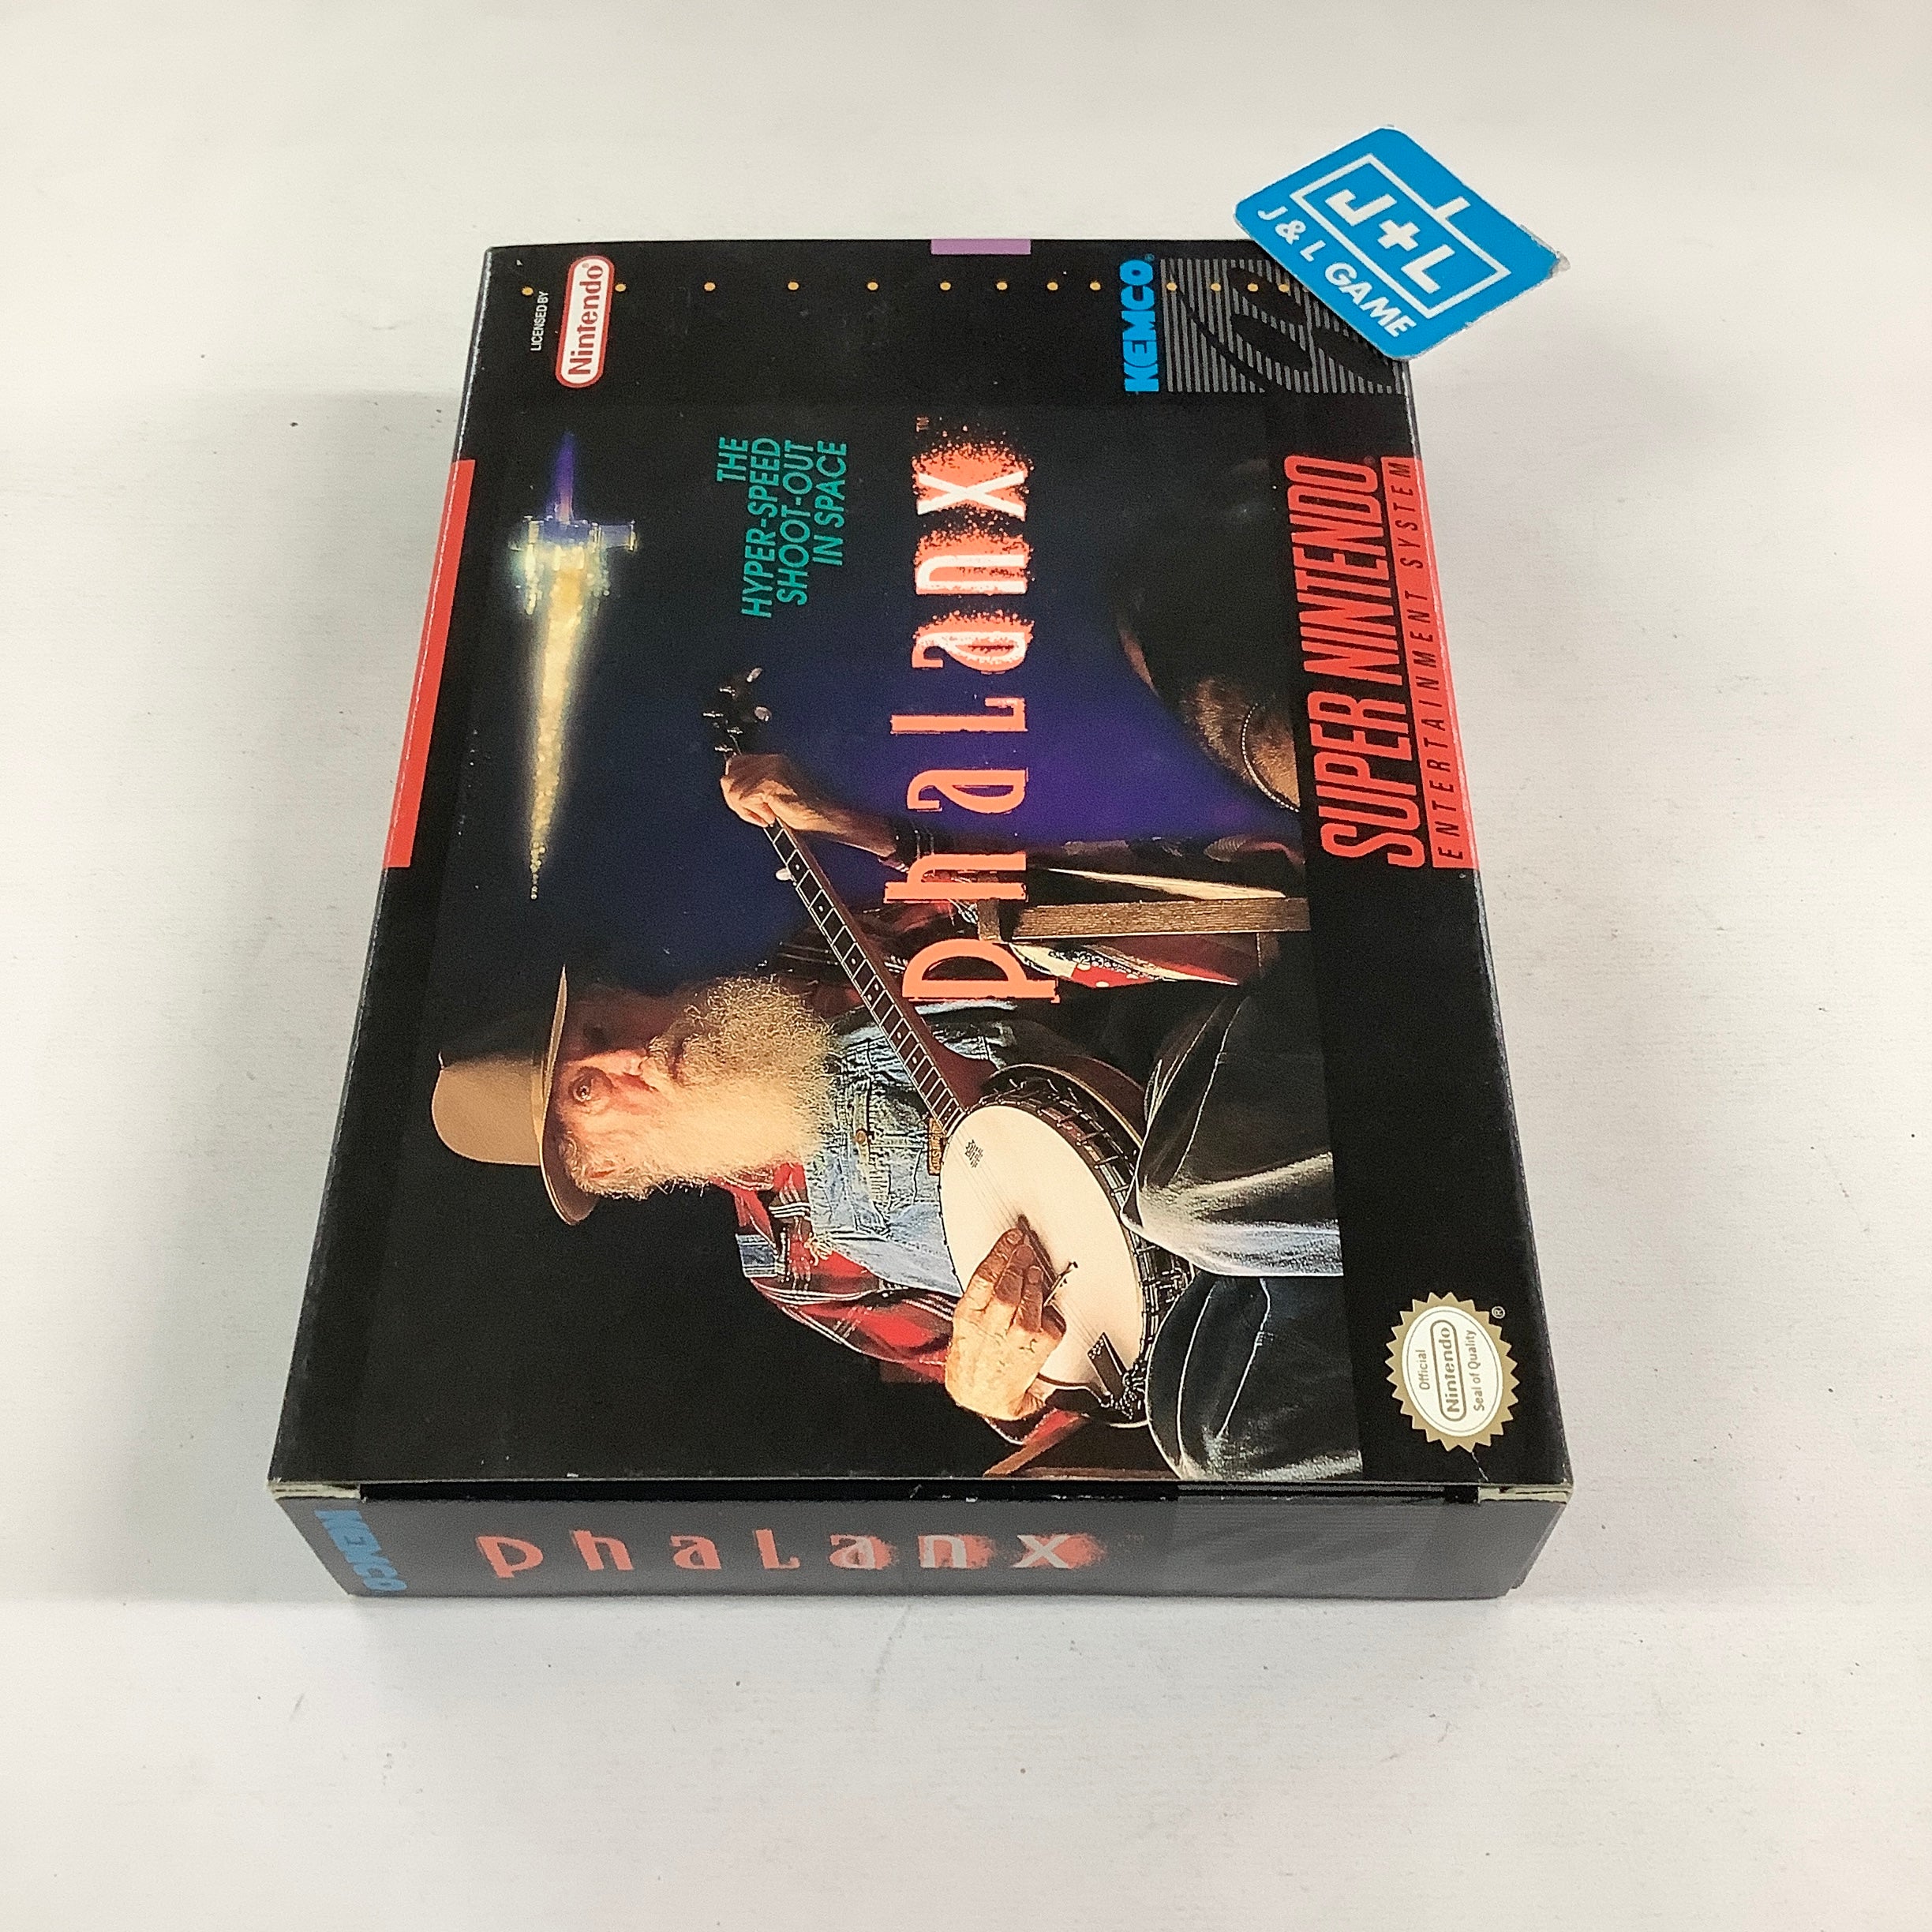 LICENSED BY
Nintendo®
THE
HYPER-SPEED
SHOOT-OUT
IN SPACE
phaLanx™
KEMCO®
SUPER NINTENDO®
ENTERTAINMENT SYSTEM
Official
Nintendo
Seal of Quality
®
J+L
J & L GAME
KEMCO
phaLanx™